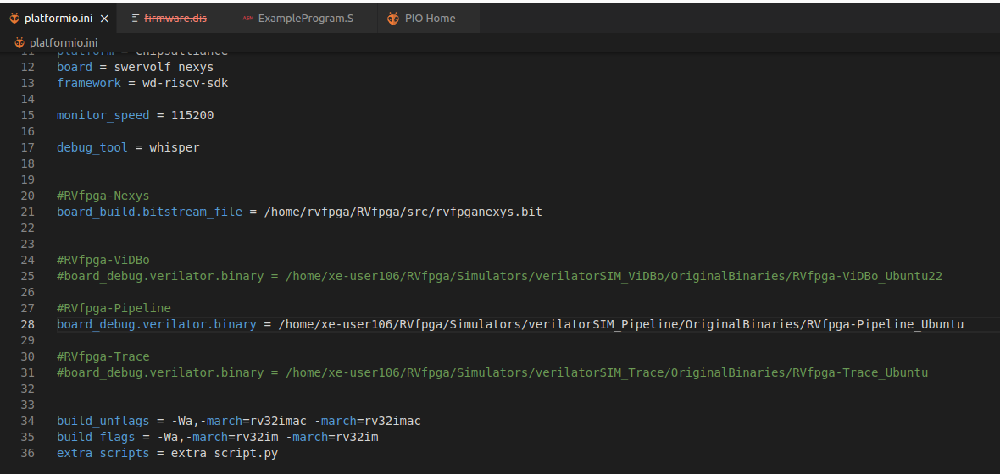 platformio.ini
firmware.dis
ASM ExampleProgram.S
PIO Home
platformio.ini
11 platform = chipsalliance
12 board = swervolf_nexys
13 framework = wd-riscv-sdk
14
15 monitor_speed = 115200
16
17 debug_tool = whisper
18
19
20 #RVfpga-Nexys
21 board_build.bitstream_file = /home/rvfpga/RVfpga/src/rvfpganexys.bit
22
23
24 #RVfpga-ViDBo
25 #board_debug.verilator.binary = /home/xe-user106/RVfpga/Simulators/verilatorSIM_ViDBo/OriginalBinaries/RVfpga-ViDBo_Ubuntu22
26
27 #RVfpga-Pipeline
28 board_debug.verilator.binary = /home/xe-user106/RVfpga/Simulators/verilatorSIM_Pipeline/OriginalBinaries/RVfpga-Pipeline_Ubuntu
29
30 #RVfpga-Trace
31 #board_debug.verilator.binary = /home/xe-user106/RVfpga/Simulators/verilatorSIM_Trace/OriginalBinaries/RVfpga-Trace_Ubuntu
32
33
34 build_unflags = -Wa,-march=rv32imac -march=rv32imac
35 build_flags = -Wa,-march=rv32im -march=rv32im
36 extra_scripts = extra_script.py